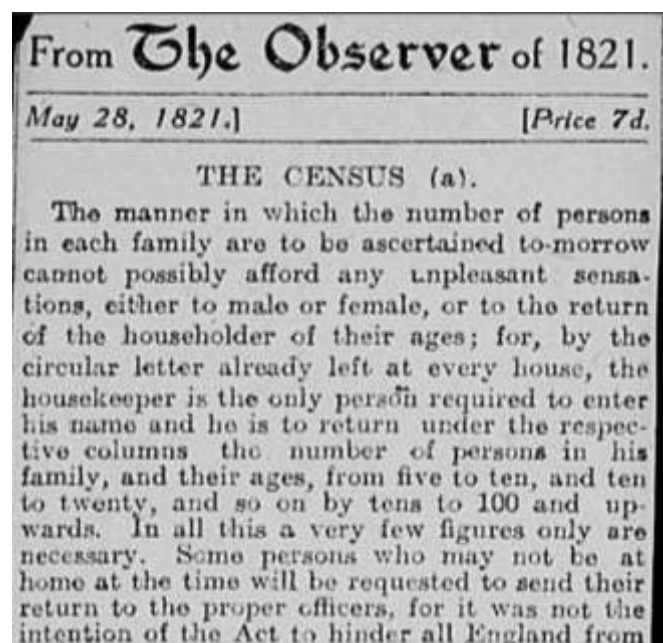 From The Observer of 1821.
May 28, 1821.] [Price 7d.
THE CENSUS (a).
The manner in which the number of persons
in each family are to be ascertained to-morrow
cannot possibly afford any unpleasant sensa-
tions, either to male or female, or to the return
of the householder of their ages; for, by the
circular letter already left at every house, the
housekeeper is the only person required to enter
his name and he is to return under the respec-
tive columns the number of persons in his
family, and their ages, from five to ten, and ten
to twenty, and so on by tens to 100 and up-
wards. In all this a very few figures only are
necessary. Some persons who may not be at
home at the time will be requested to send their
return to the proper officers, for it was not the
intention of the Act to hinder all England from